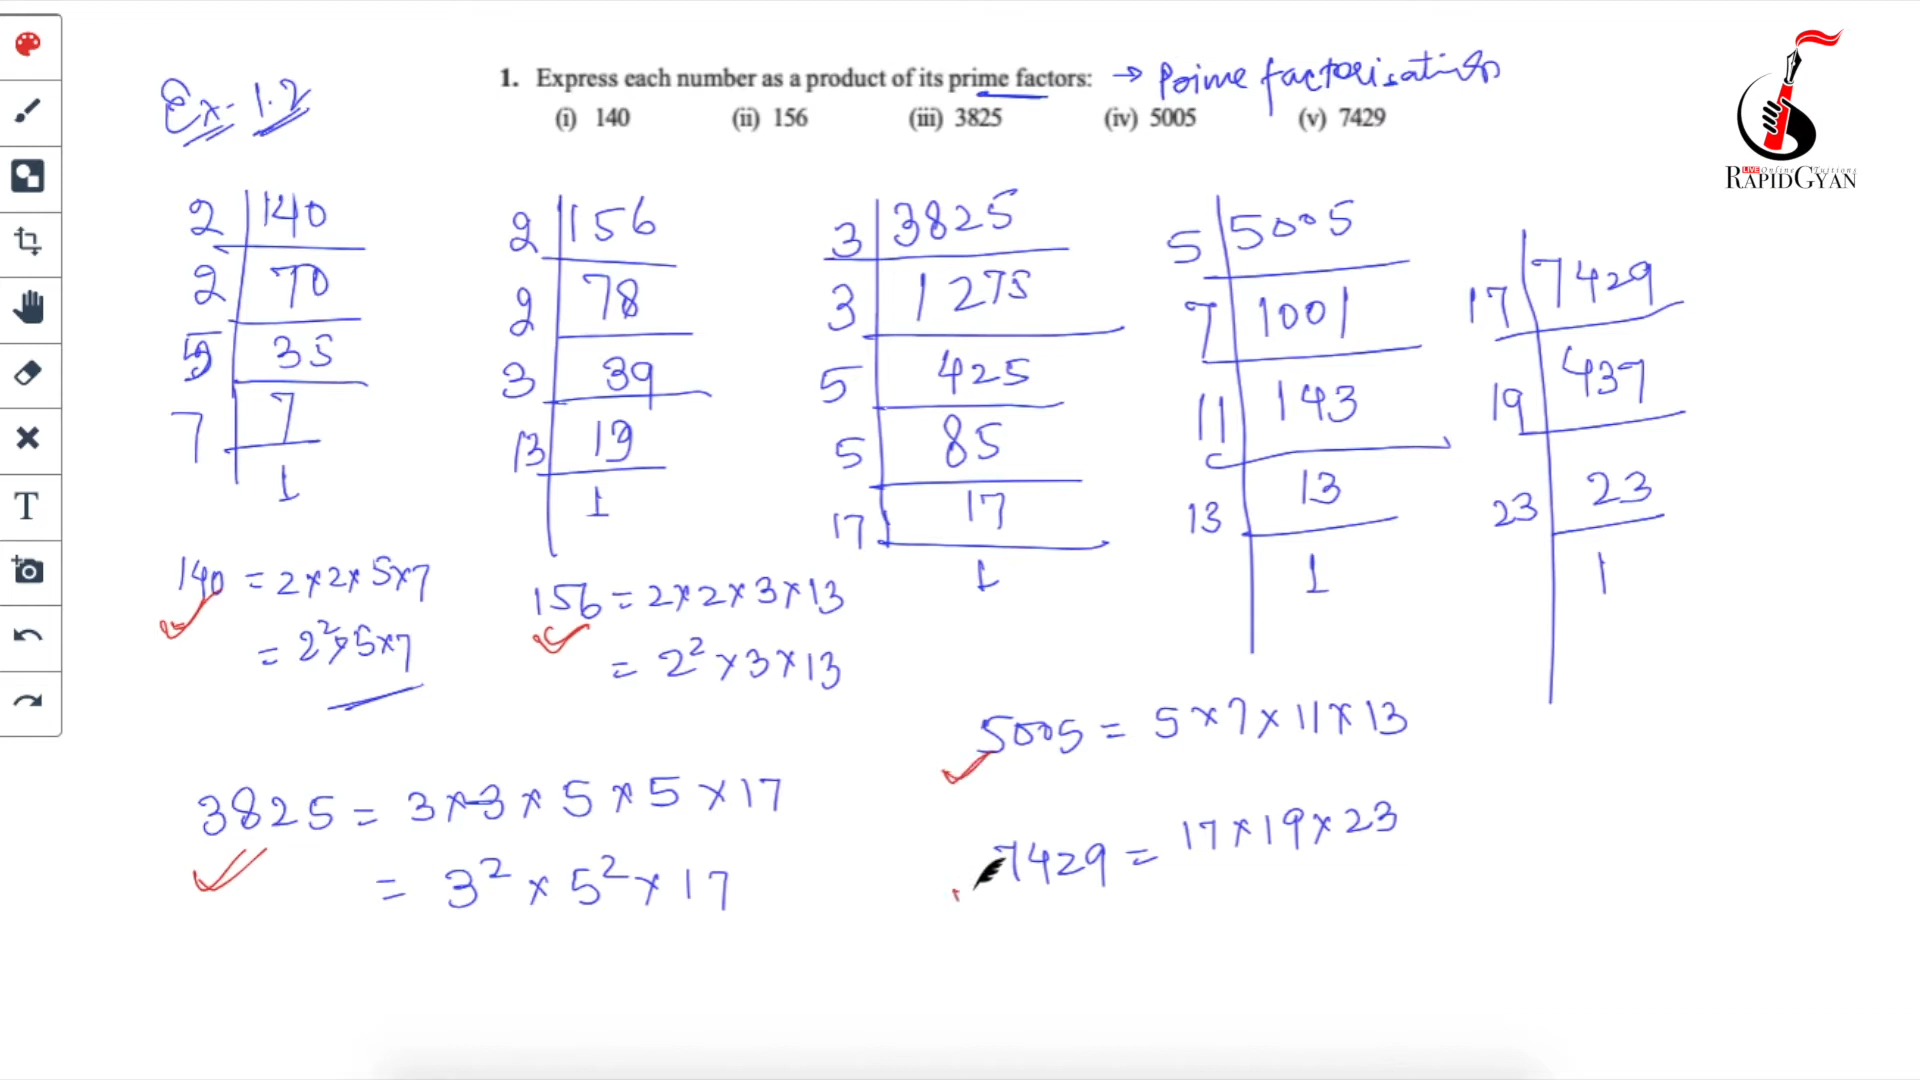 Ex- 1.2
1. Express each number as a product of its prime factors: → Prime factorisation
(i) 140 (ii) 156 (iii) 3825 (iv) 5005 (v) 7429
LIVE Online Tuitions
RAPIDGYAN
2 | 140
2 | 70
5 | 35
7 | 7
1
2 | 156
2 | 78
3 | 39
13 | 19
1
3 | 3825
3 | 1275
5 | 425
5 | 85
17 | 17
1
5 | 5005
7 | 1001
11 | 143
13 | 13
1
17 | 7429
19 | 437
23 | 23
1
140 = 2×2×5×7
= 2²×5×7
156 = 2×2×3×13
= 2²×3×13
3825 = 3×3×5×5×17
= 3²×5²×17
5005 = 5×7×11×13
7429 = 17×19×23
T